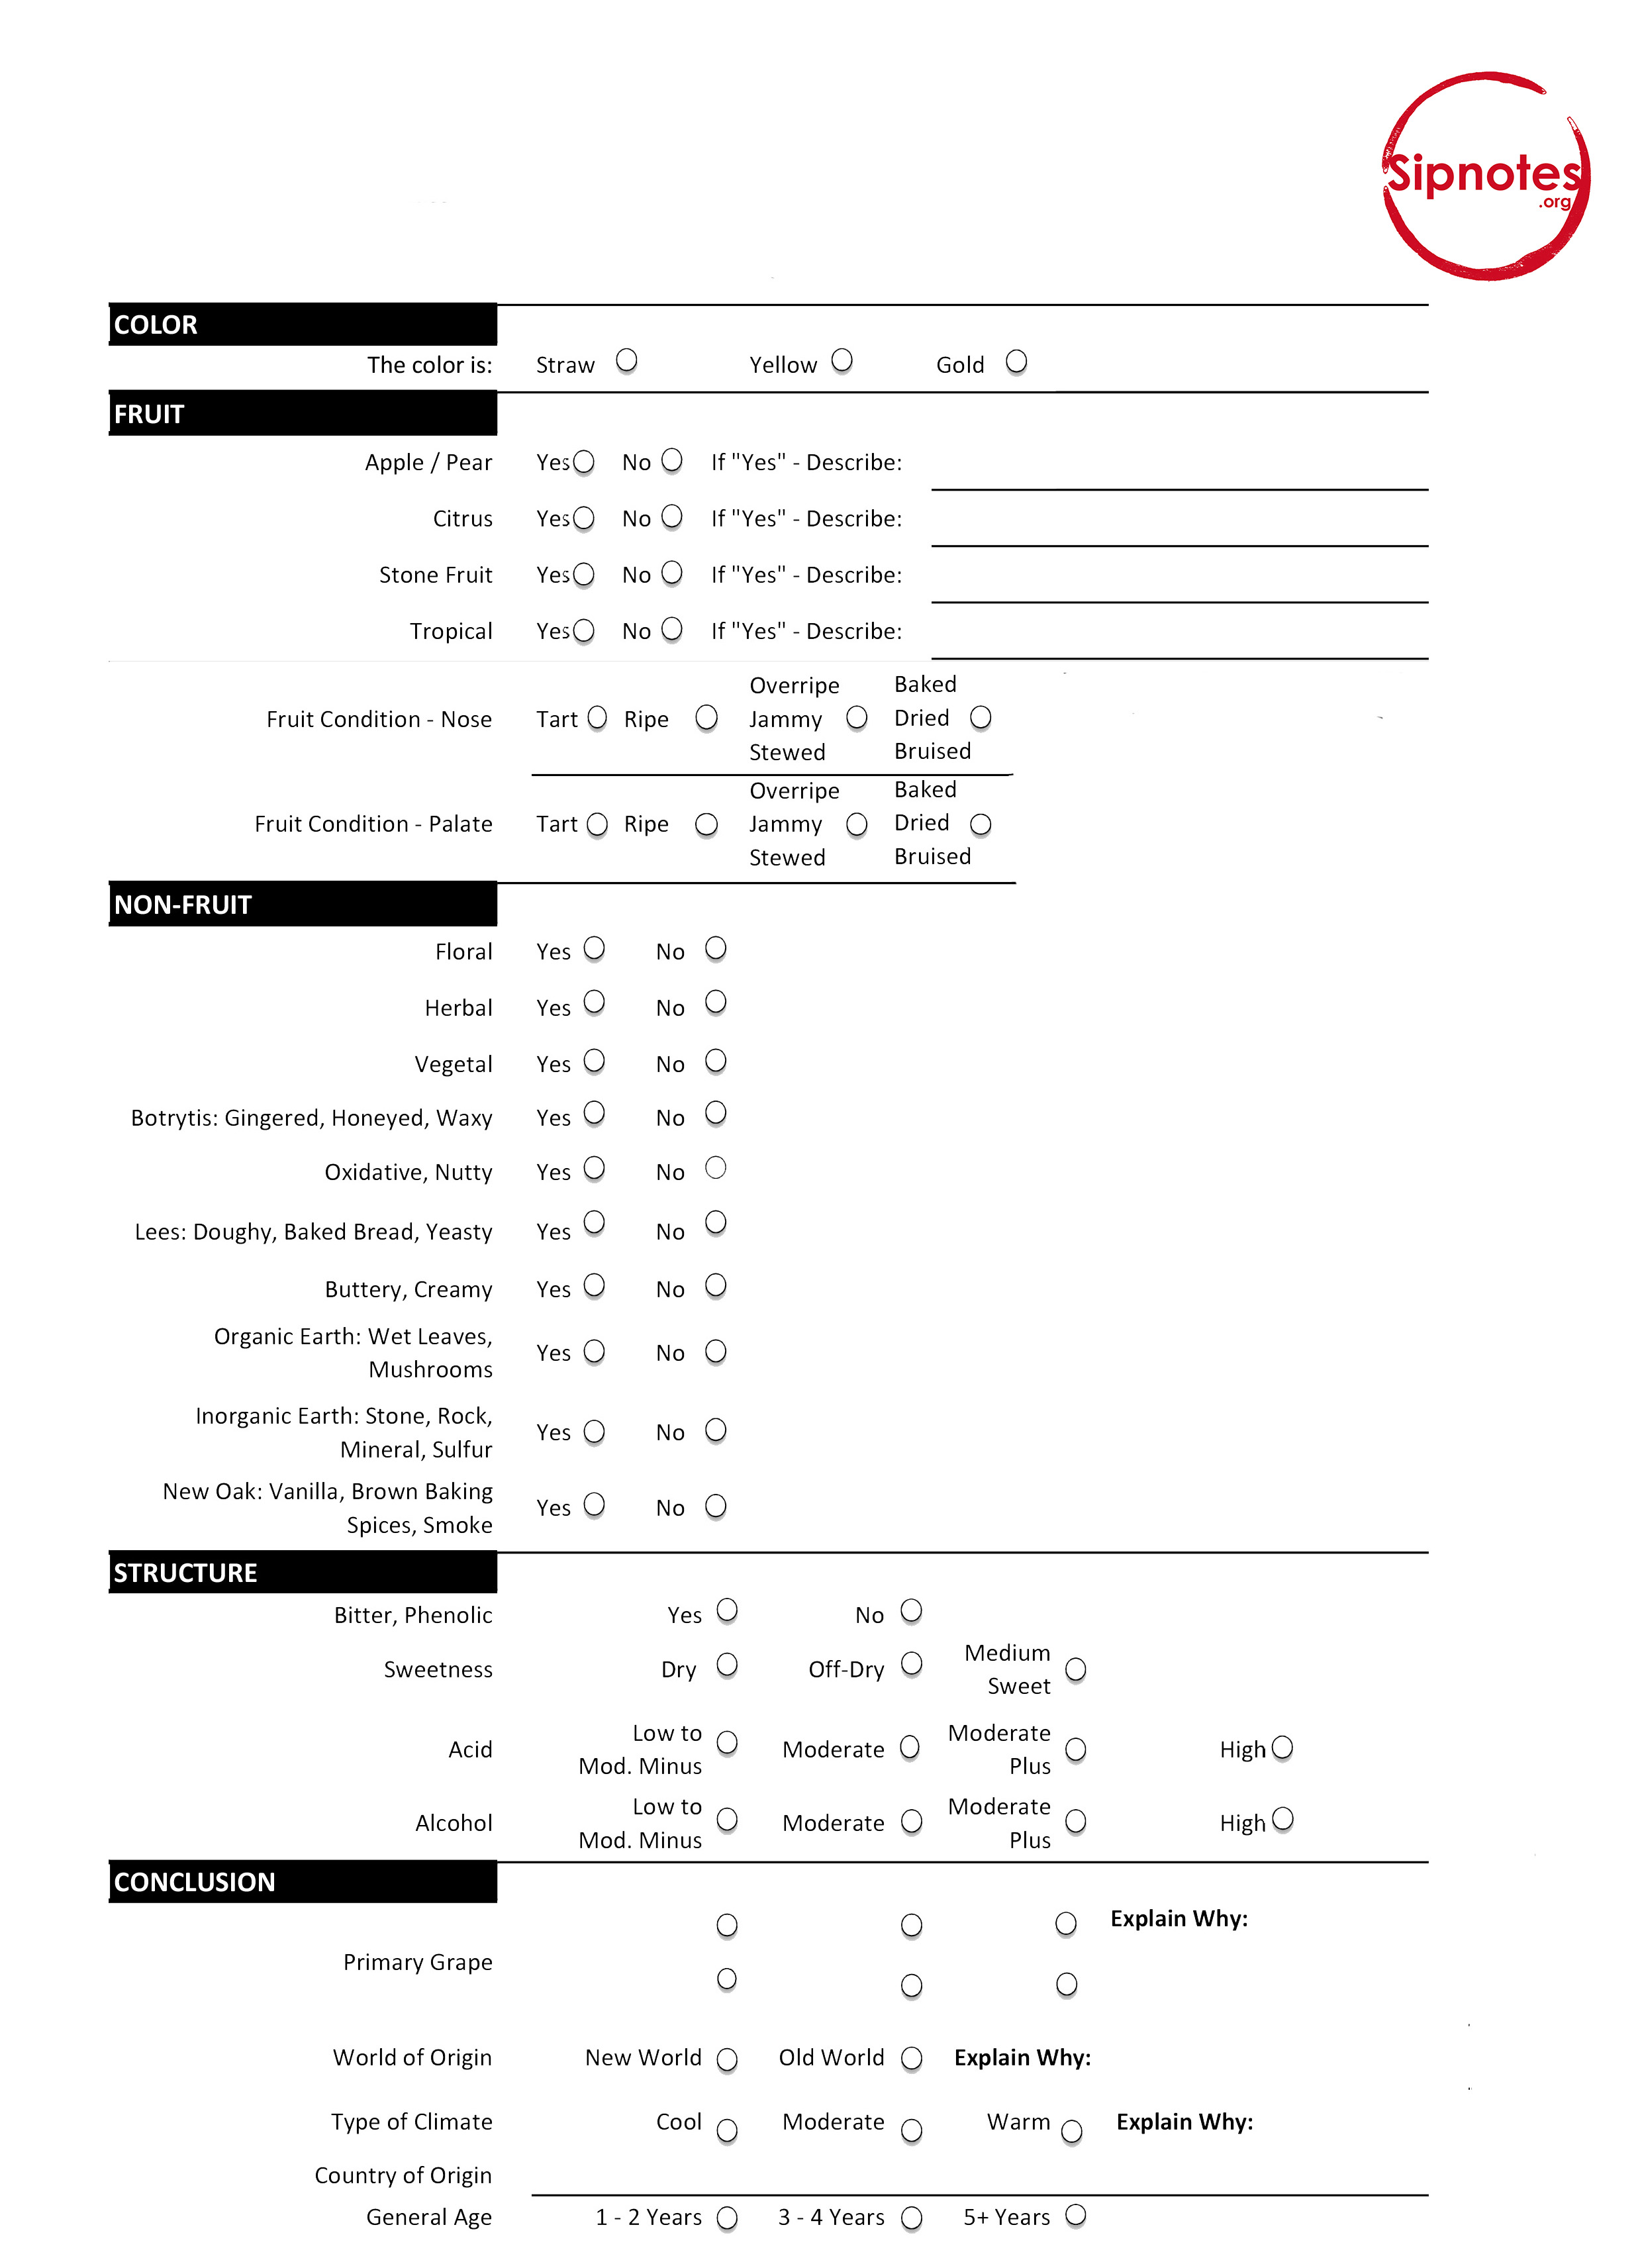 Sipnotes
.org
COLOR
The color is: Straw Yellow Gold
FRUIT
Apple / Pear Yes No If "Yes" - Describe:
Citrus Yes No If "Yes" - Describe:
Stone Fruit Yes No If "Yes" - Describe:
Tropical Yes No If "Yes" - Describe:
Overripe Baked
Fruit Condition - Nose Tart Ripe Jammy Dried
Stewed Bruised
Overripe Baked
Fruit Condition - Palate Tart Ripe Jammy Dried
Stewed Bruised
NON-FRUIT
Floral Yes No
Herbal Yes No
Vegetal Yes No
Botrytis: Gingered, Honeyed, Waxy Yes No
Oxidative, Nutty Yes No
Lees: Doughy, Baked Bread, Yeasty Yes No
Buttery, Creamy Yes No
Organic Earth: Wet Leaves,
Mushrooms Yes No
Inorganic Earth: Stone, Rock,
Mineral, Sulfur Yes No
New Oak: Vanilla, Brown Baking
Spices, Smoke Yes No
STRUCTURE
Bitter, Phenolic Yes No
Sweetness Dry Off-Dry Medium
Sweet
Low to Moderate
Acid Mod. Minus Moderate Plus High
Low to Moderate
Alcohol Mod. Minus Moderate Plus High
CONCLUSION
Explain Why:
Primary Grape
World of Origin New World Old World Explain Why:
Type of Climate Cool Moderate Warm Explain Why:
Country of Origin
General Age 1 - 2 Years 3 - 4 Years 5+ Years